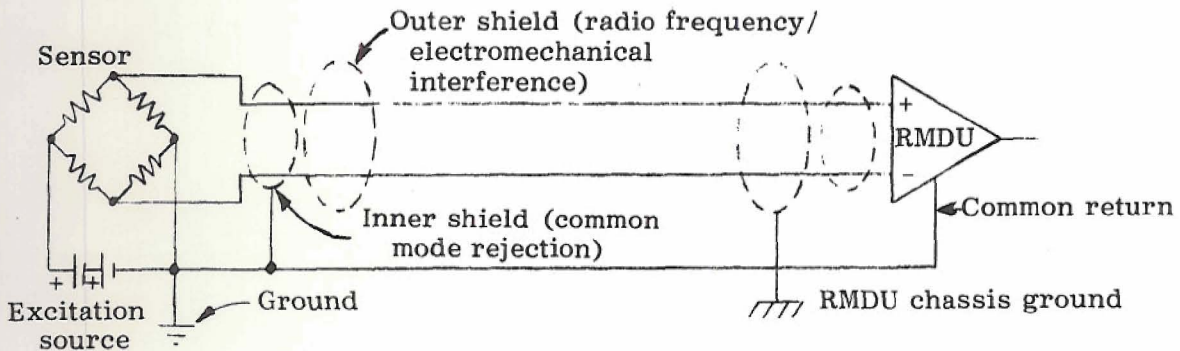 Outer shield (radio frequency/
electromechanical
interference)
Sensor
+
RMDU
-
Common return
Inner shield (common
mode rejection)
+
+
Excitation
source
Ground
RMDU chassis ground